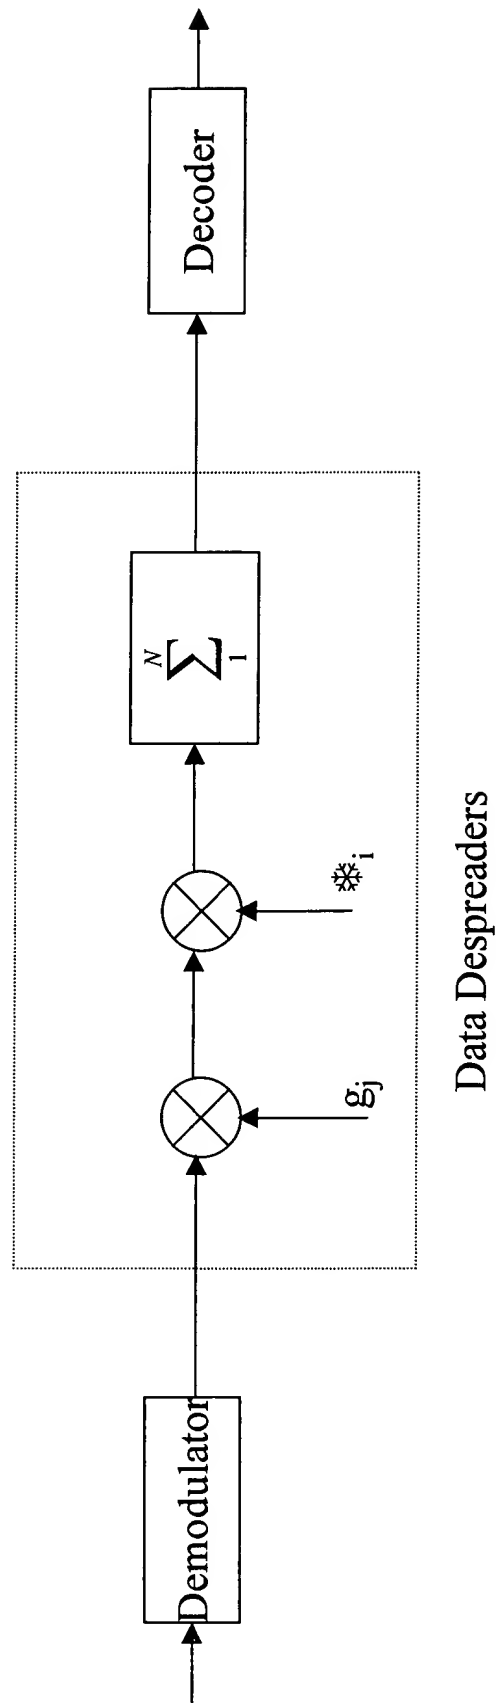 Demodulator
g_j
❄_i
N
∑
1
Decoder
Data Despreaders